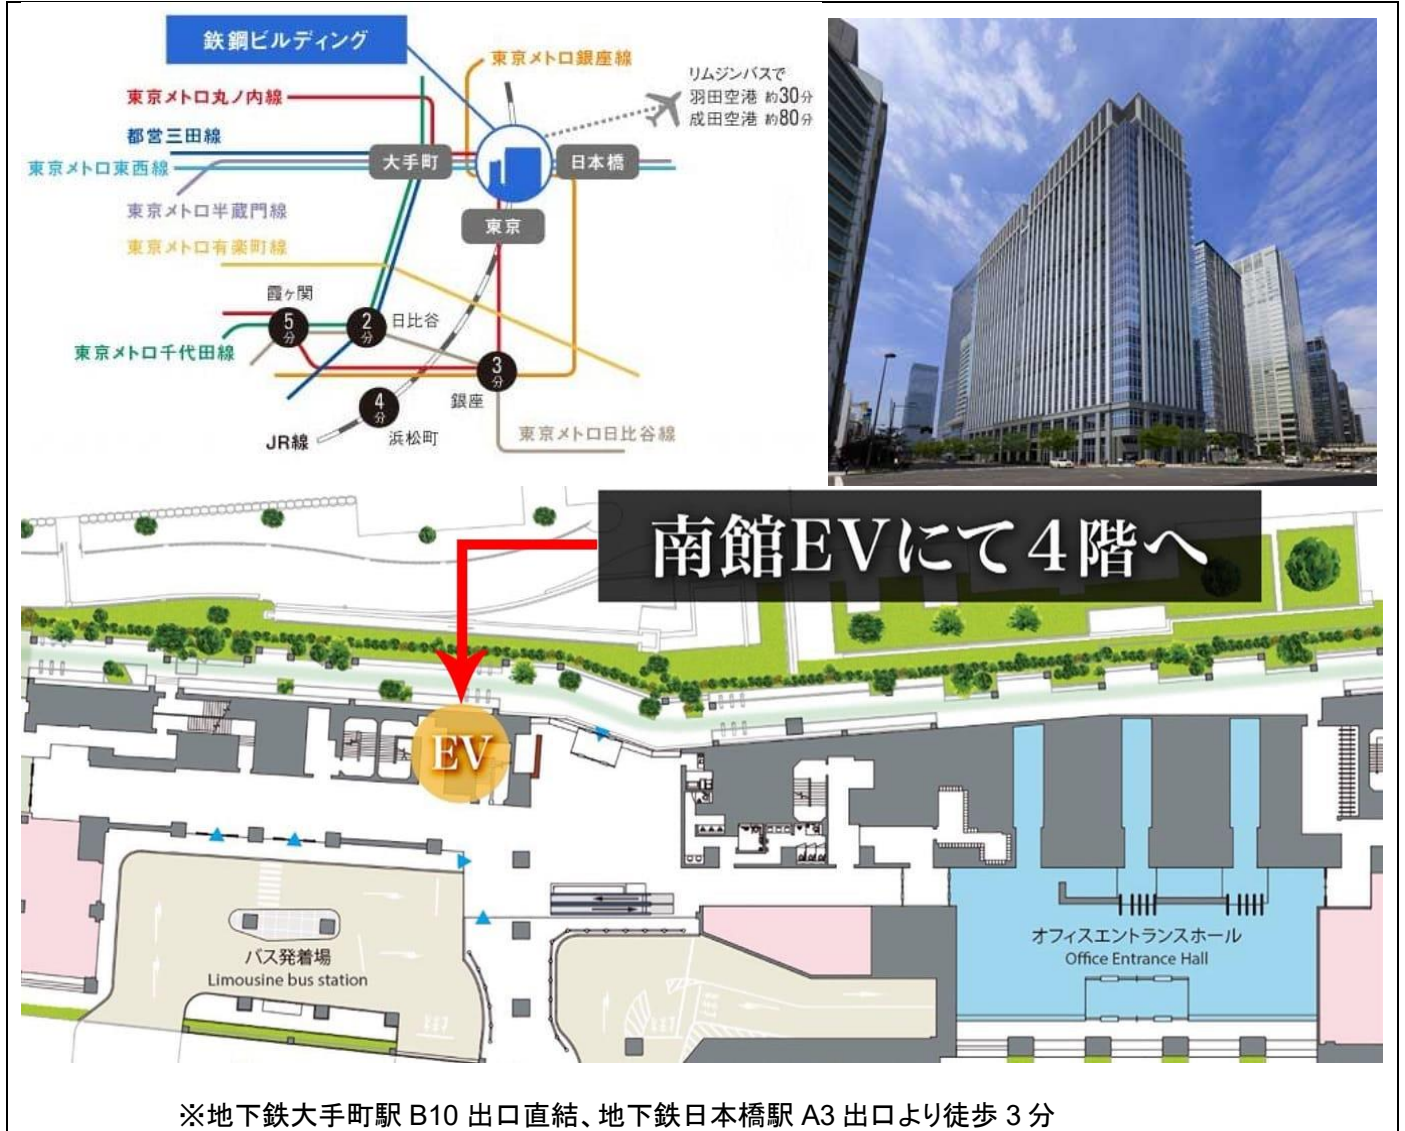 鉃鋼ビルディング
東京メトロ銀座線
リムジンバスで
羽田空港 約30分
成田空港 約80分
東京メトロ丸ノ内線
都営三田線
東京メトロ東西線
大手町
日本橋
東京メトロ半蔵門線
東京
東京メトロ有楽町線
霞ヶ関
5分
2分
日比谷
東京メトロ千代田線
3分
銀座
4分
浜松町
JR線
東京メトロ日比谷線
南館EVにて4階へ
EV
バス発着場
Limousine bus station
オフィスエントランスホール
Office Entrance Hall
※地下鉄大手町駅 B10 出口直結、地下鉄日本橋駅 A3 出口より徒歩 3 分